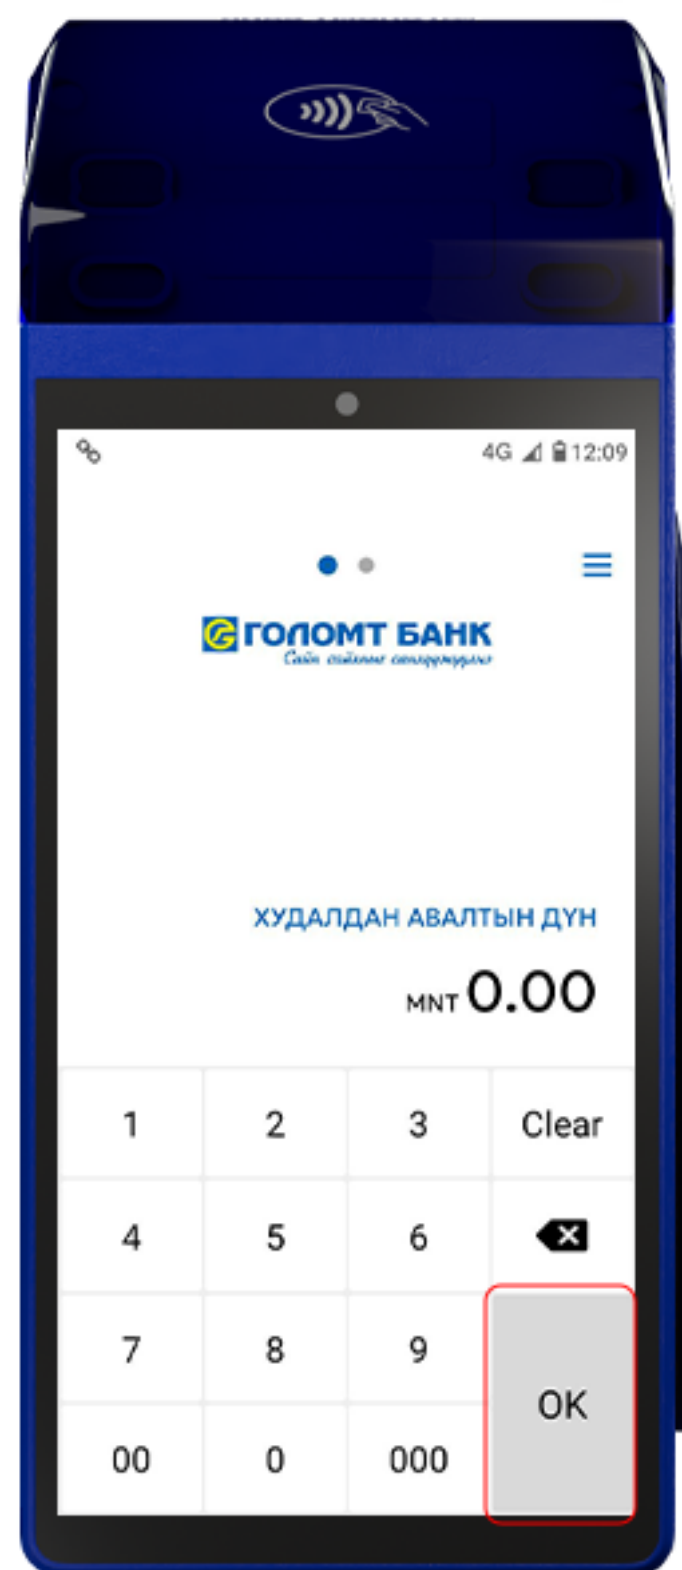 4G 12:09
ГОЛОМТ БАНК
ХУДАЛДАН АВАЛТЫН ДҮН
MNT 0.00
1 2 3 Clear
4 5 6
7 8 9
OK
00 0 000